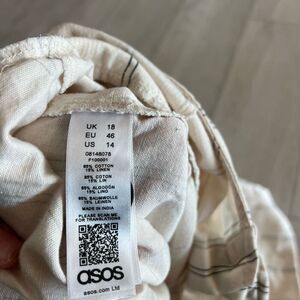 UK 18
EU 46
US 14
08148078
F100001
85% COTTON
15% LINEN
85% COTON
15% LIN
85% ALGODÓN
15% LINO
85% BAUMWOLLE
15% LEINEN
MADE IN INDIA
PLEASE SCAN ME
FOR TRANSLATIONS
asos
asos.com Ltd